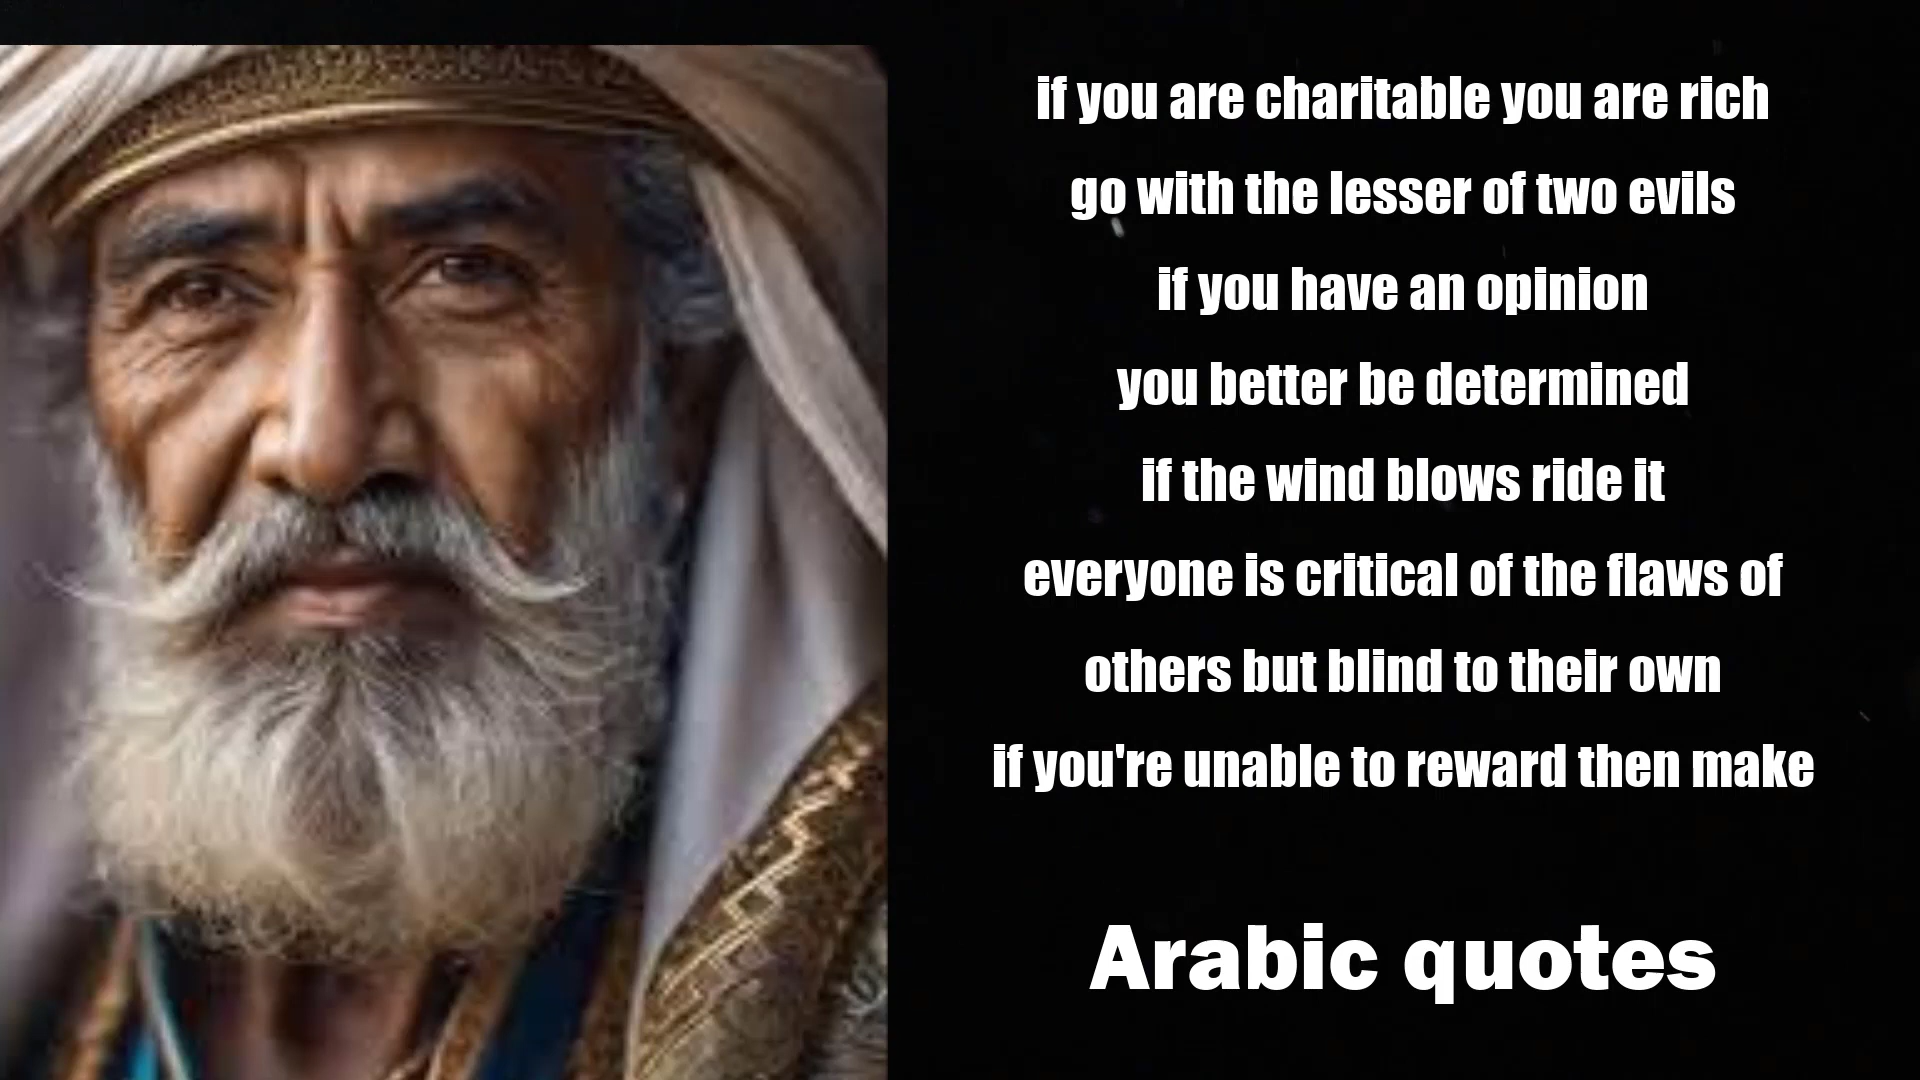 if you are charitable you are rich
go with the lesser of two evils
if you have an opinion
you better be determined
if the wind blows ride it
everyone is critical of the flaws of
others but blind to their own
if you're unable to reward then make
Arabic quotes